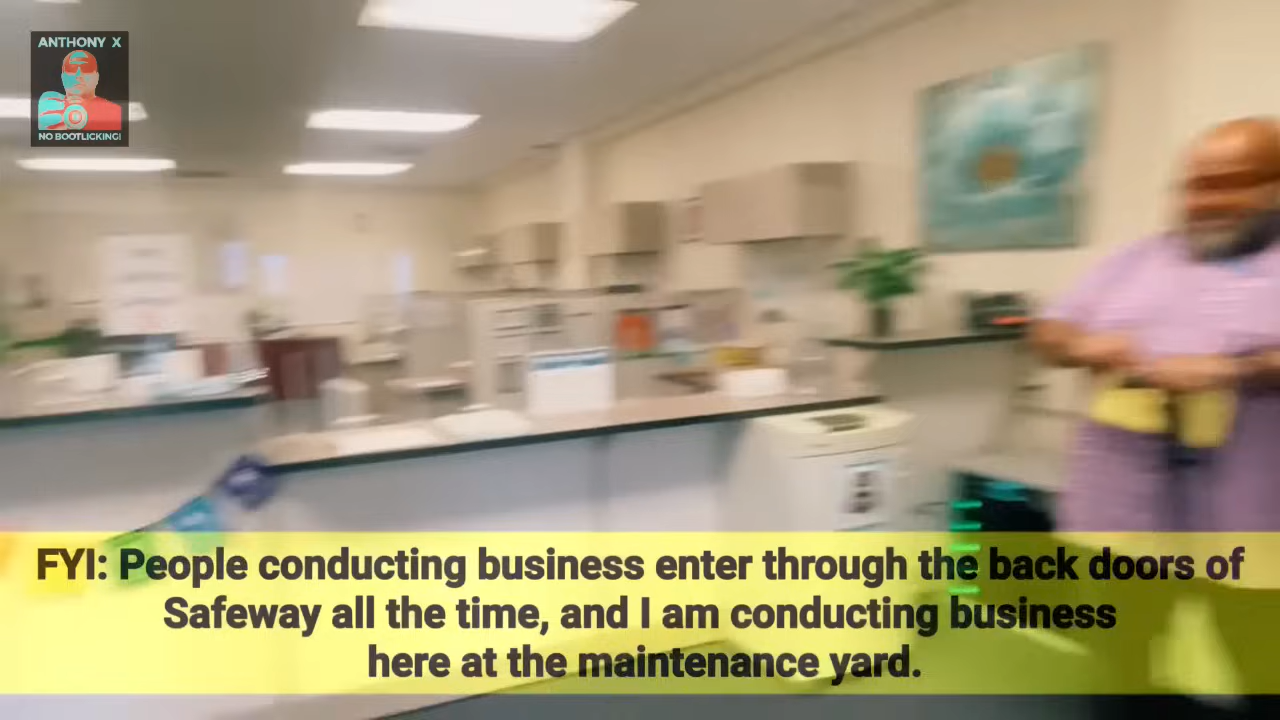 ANTHONY X
NO BOOTLICKING!
FYI: People conducting business enter through the back doors of
Safeway all the time, and I am conducting business
here at the maintenance yard.